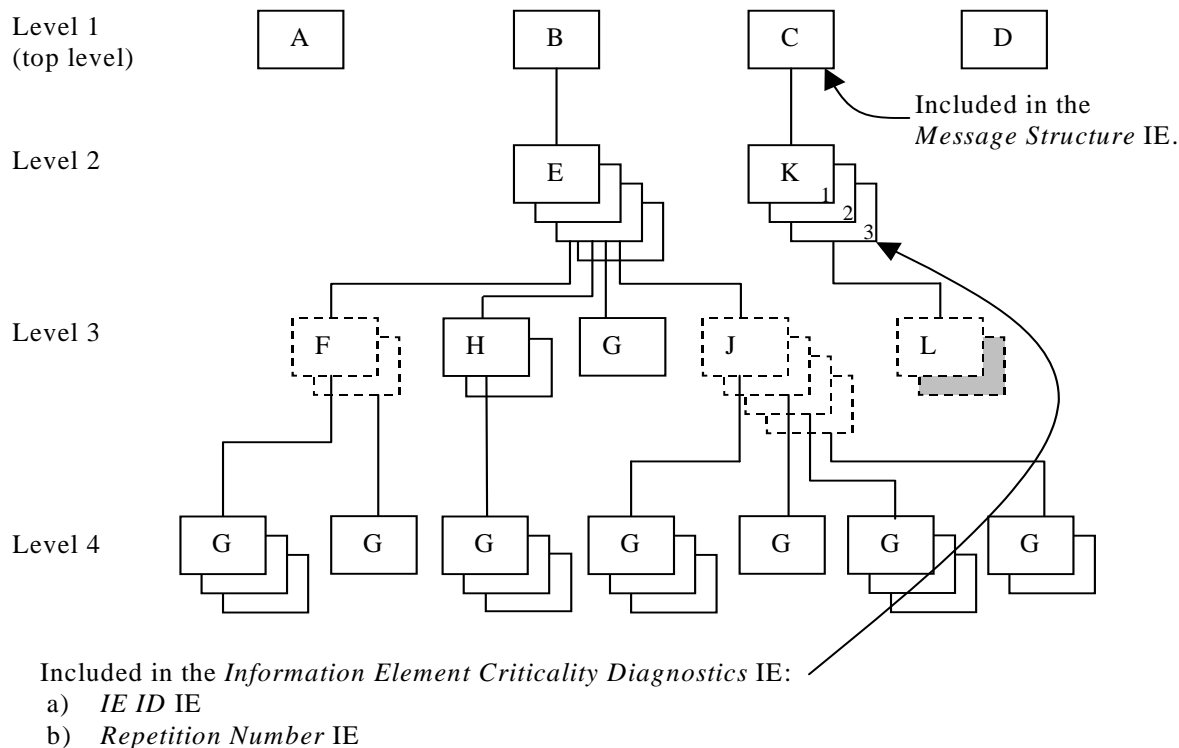 Level 1
(top level)
A
B
C
D
Included in the
Message Structure IE.
Level 2
E
K
1
2
3
Level 3
F
H
G
J
L
Level 4
G
G
G
G
G
G
G
Included in the Information Element Criticality Diagnostics IE:
a) IE ID IE
b) Repetition Number IE